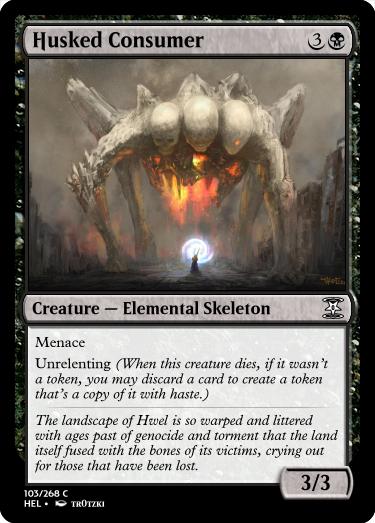 Husked Consumer 3
Creature — Elemental Skeleton
Menace
Unrelenting (When this creature dies, if it wasn't
a token, you may discard a card to create a token
that's a copy of it with haste.)
The landscape of Hwel is so warped and littered
with ages past of genocide and torment that the land
itself fused with the bones of its victims, crying out
for those that have been lost.
3/3
103/268 C
HEL • TR0TZKI